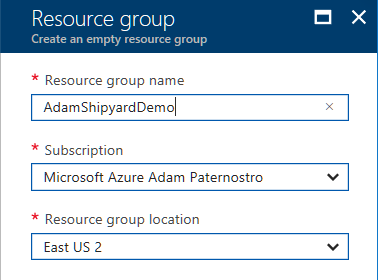 Resource group
Create an empty resource group
* Resource group name
AdamShipyardDemo
* Subscription
Microsoft Azure Adam Paternostro
* Resource group location
East US 2